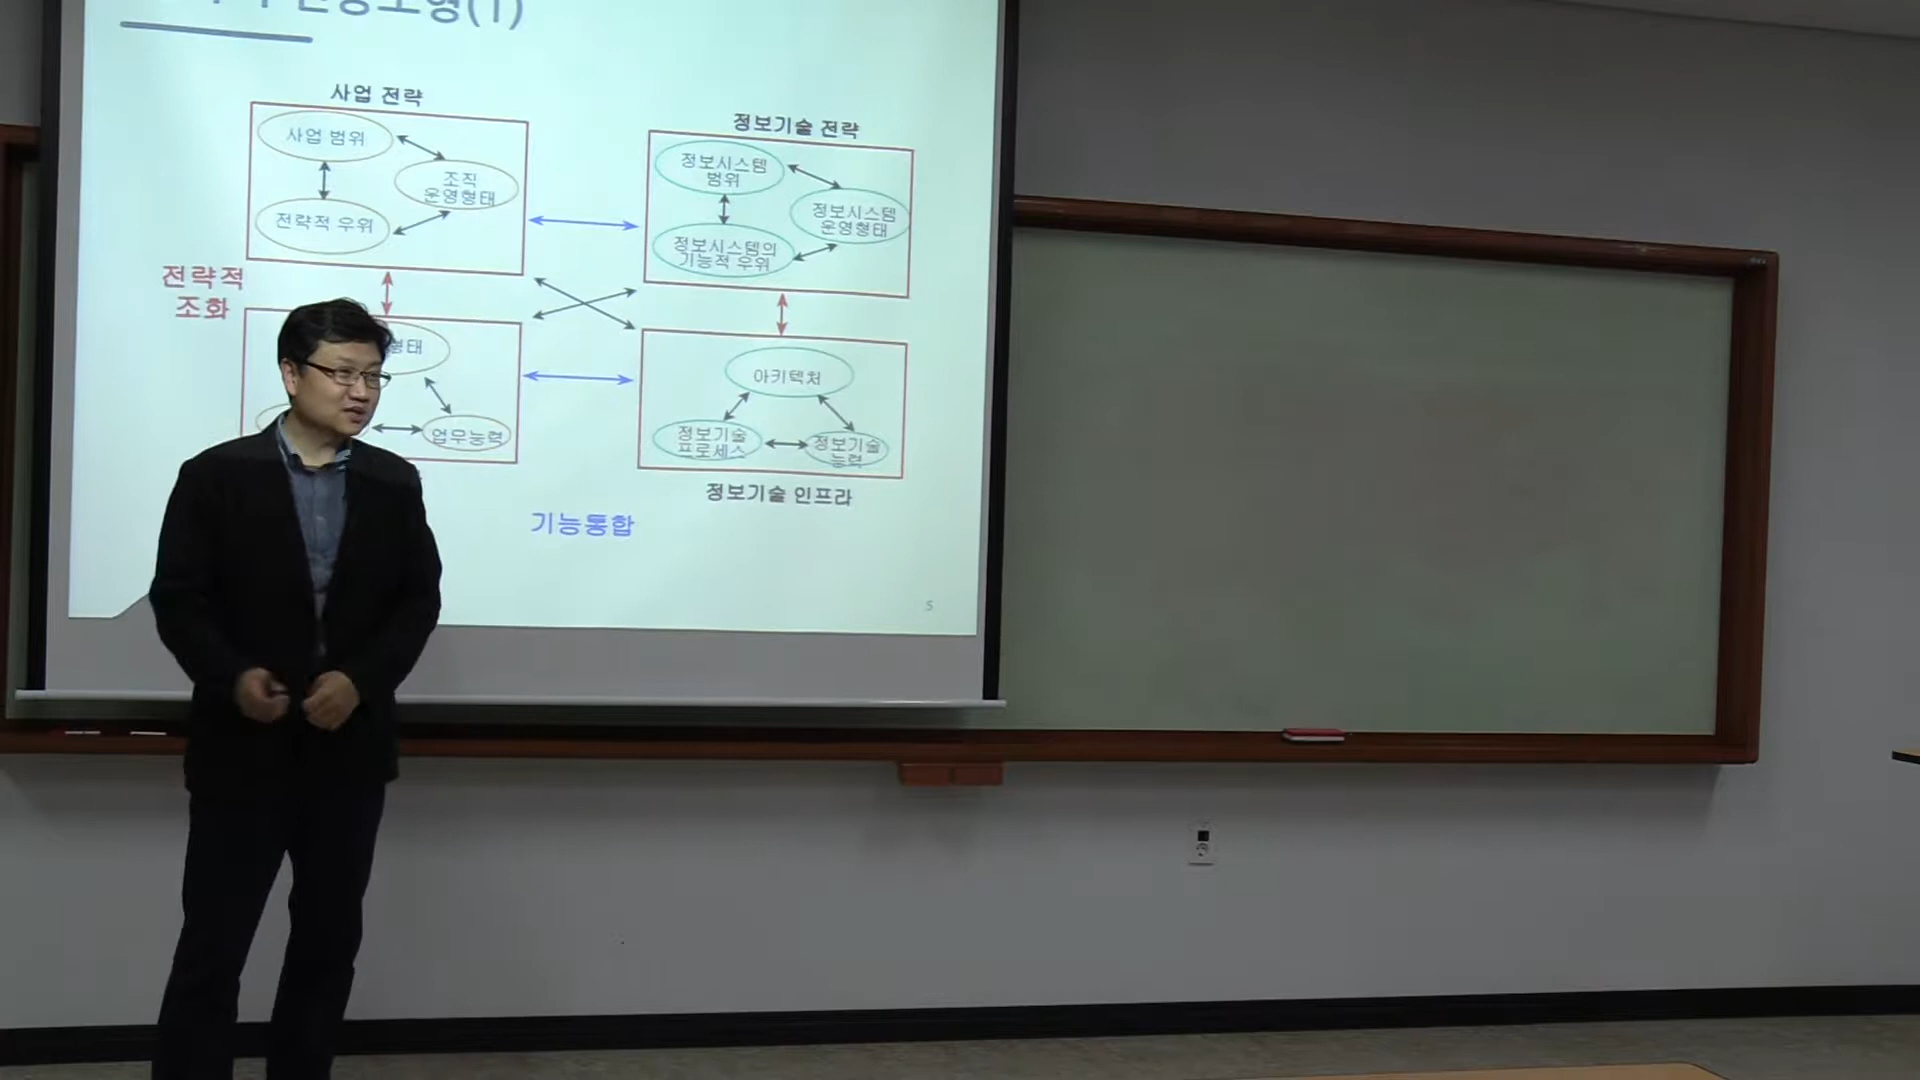 (1)
사업 전략
사업 범위
조직
운영형태
전략적 우위
정보기술 전략
정보시스템
범위
정보시스템
운영형태
정보시스템의
기능적 우위
전략적
조화
형태
업무능력
아키텍처
정보기술
프로세스
정보기술
능력
정보기술 인프라
기능통합
5